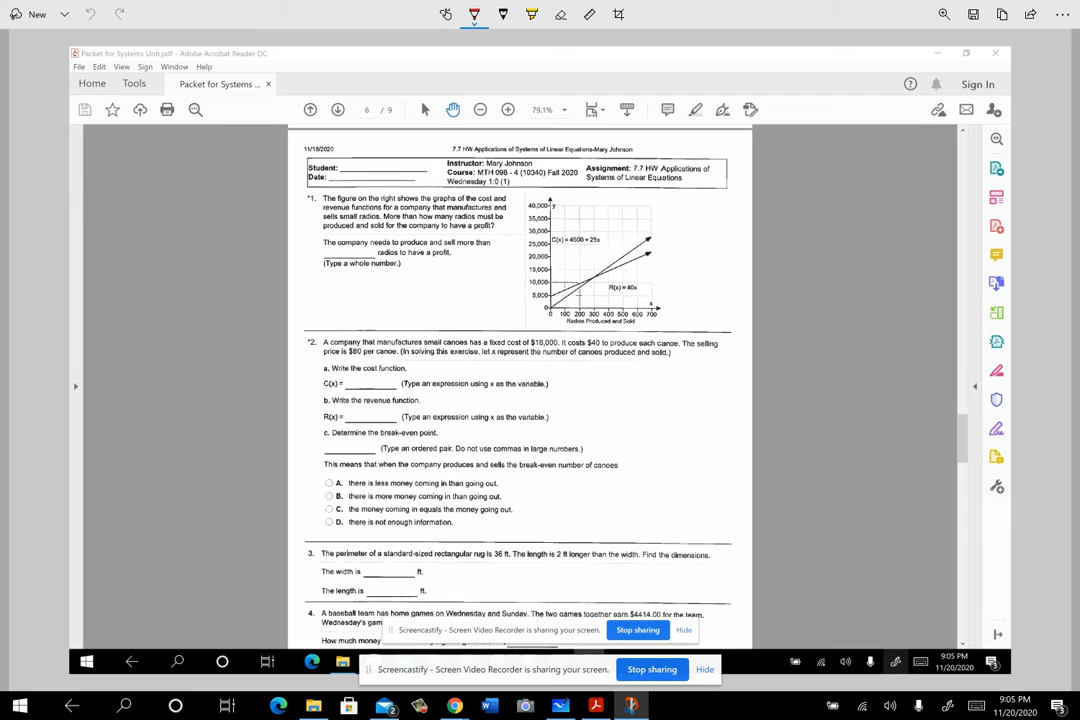 New
Packet for Systems Unit.pdf - Adobe Acrobat Reader DC
File Edit View Sign Window Help
Home Tools Packet for Systems ... × Sign In
6 / 9 79.1%
11/18/2020 7.7 HW Applications of Systems of Linear Equations-Mary Johnson
Student: Instructor: Mary Johnson Assignment: 7.7 HW Applications of
Date: Course: MTH 098 - 4 (10340) Fall 2020 Systems of Linear Equations
Wednesday 1:0 (1)
*1. The figure on the right shows the graphs of the cost and
revenue functions for a company that manufactures and
sells small radios. More than how many radios must be
produced and sold for the company to have a profit?
The company needs to produce and sell more than
radios to have a profit.
(Type a whole number.)
40,000 y
35,000
30,000
C(x) = 4500 + 25x
25,000
20,000
15,000
10,000
R(x) = 40x
5,000
x
0
0 100 200 300 400 500 600 700
Radios Produced and Sold
*2. A company that manufactures small canoes has a fixed cost of $16,000. It costs $40 to produce each canoe. The selling
price is $80 per canoe. (In solving this exercise, let x represent the number of canoes produced and sold.)
a. Write the cost function.
C(x) = (Type an expression using x as the variable.)
b. Write the revenue function.
R(x) = (Type an expression using x as the variable.)
c. Determine the break-even point.
(Type an ordered pair. Do not use commas in large numbers.)
This means that when the company produces and sells the break-even number of canoes
A. there is less money coming in than going out.
B. there is more money coming in than going out.
C. the money coming in equals the money going out.
D. there is not enough information.
3. The perimeter of a standard-sized rectangular rug is 36 ft. The length is 2 ft longer than the width. Find the dimensions.
The width is ft.
The length is ft.
4. A baseball team has home games on Wednesday and Sunday. The two games together earn $4414.00 for the team.
Wednesday's gam
Screencastify - Screen Video Recorder is sharing your screen. Stop sharing Hide
How much money
9:05 PM
11/20/2020
3
Screencastify - Screen Video Recorder is sharing your screen. Stop sharing Hide
2
9:05 PM
11/20/2020
3